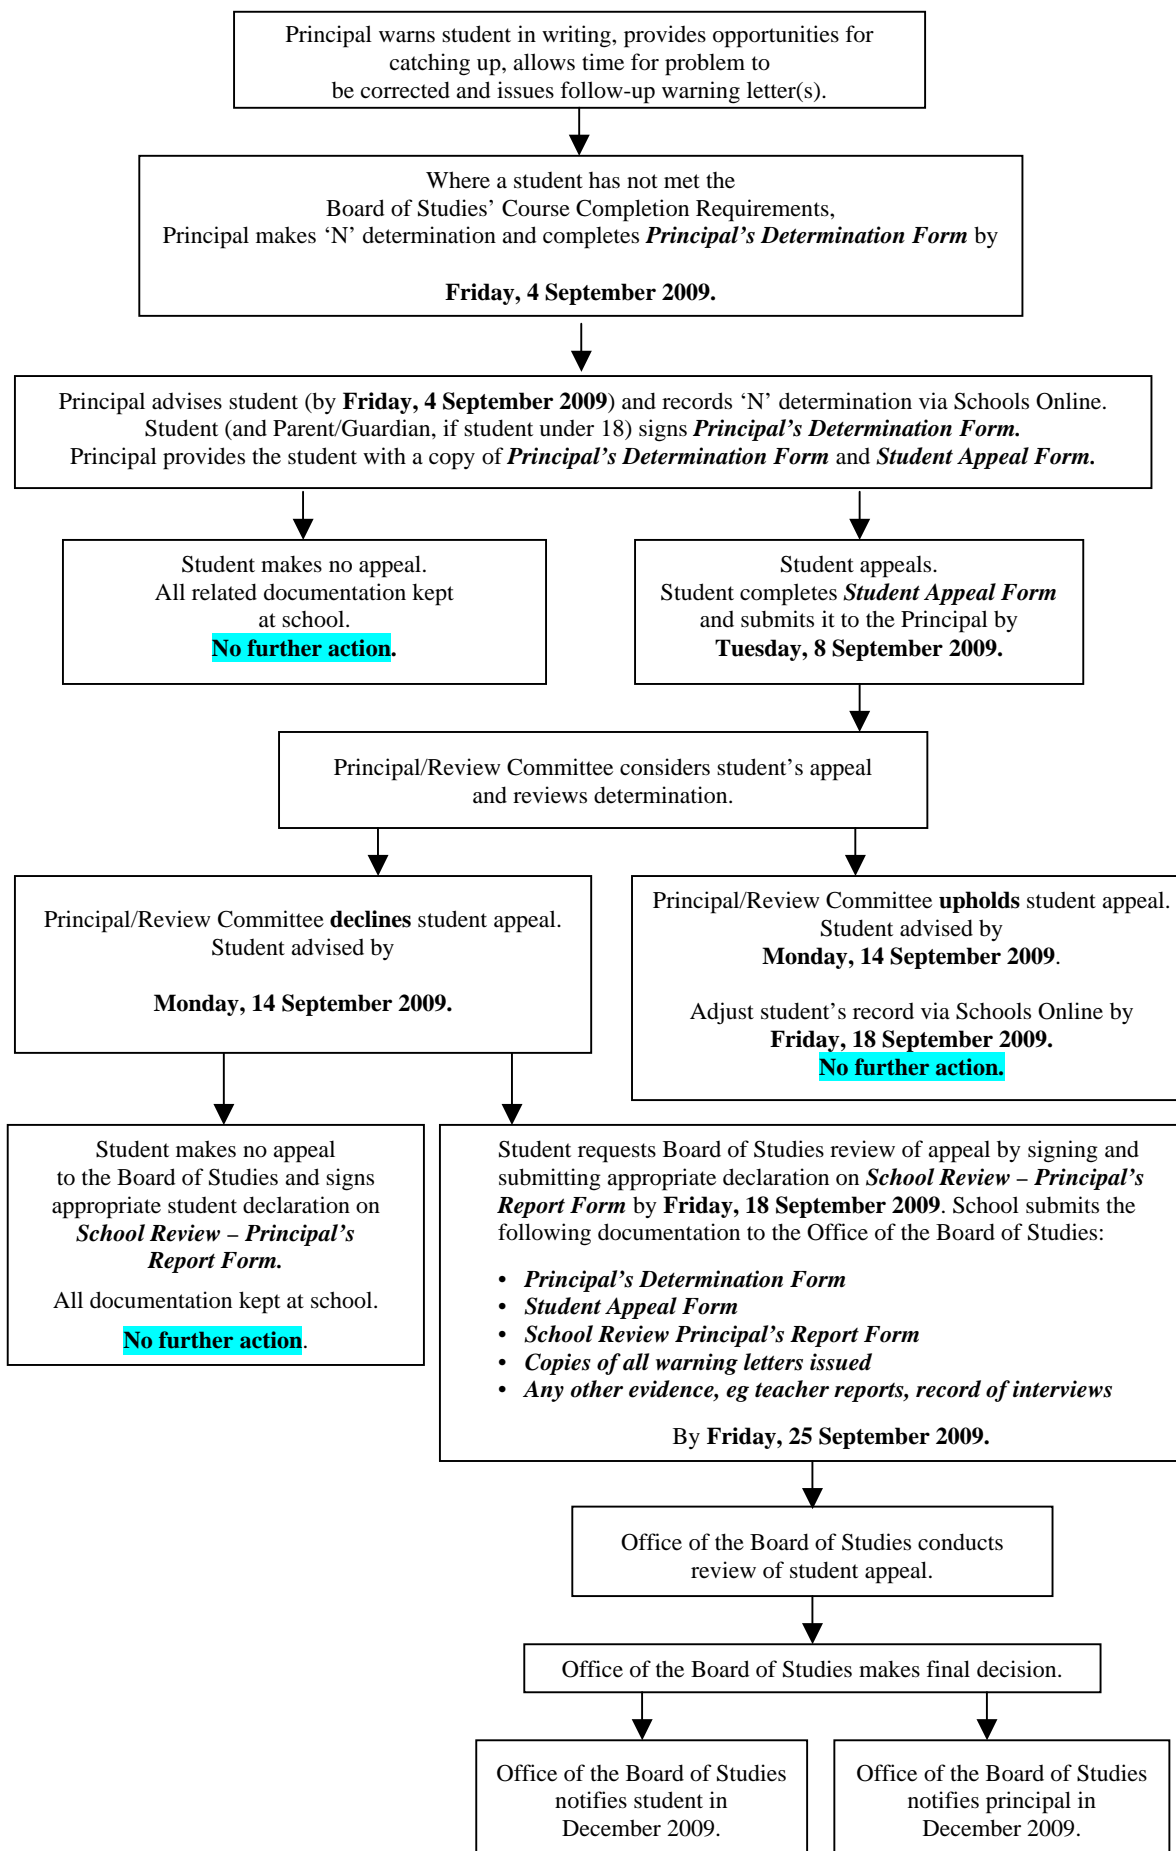 Principal warns student in writing, provides opportunities for
catching up, allows time for problem to
be corrected and issues follow-up warning letter(s).
Where a student has not met the
Board of Studies’ Course Completion Requirements,
Principal makes ‘N’ determination and completes Principal’s Determination Form by
Friday, 4 September 2009.
Principal advises student (by Friday, 4 September 2009) and records ‘N’ determination via Schools Online.
Student (and Parent/Guardian, if student under 18) signs Principal’s Determination Form.
Principal provides the student with a copy of Principal’s Determination Form and Student Appeal Form.
Student makes no appeal.
All related documentation kept
at school.
No further action.
Student appeals.
Student completes Student Appeal Form
and submits it to the Principal by
Tuesday, 8 September 2009.
Principal/Review Committee considers student’s appeal
and reviews determination.
Principal/Review Committee declines student appeal.
Student advised by
Monday, 14 September 2009.
Principal/Review Committee upholds student appeal.
Student advised by
Monday, 14 September 2009.
Adjust student’s record via Schools Online by
Friday, 18 September 2009.
No further action.
Student makes no appeal
to the Board of Studies and signs
appropriate student declaration on
School Review – Principal’s
Report Form.
All documentation kept at school.
No further action.
Student requests Board of Studies review of appeal by signing and
submitting appropriate declaration on School Review – Principal’s
Report Form by Friday, 18 September 2009. School submits the
following documentation to the Office of the Board of Studies:
• Principal’s Determination Form
• Student Appeal Form
• School Review Principal’s Report Form
• Copies of all warning letters issued
• Any other evidence, eg teacher reports, record of interviews
By Friday, 25 September 2009.
Office of the Board of Studies conducts
review of student appeal.
Office of the Board of Studies makes final decision.
Office of the Board of Studies
notifies student in
December 2009.
Office of the Board of Studies
notifies principal in
December 2009.